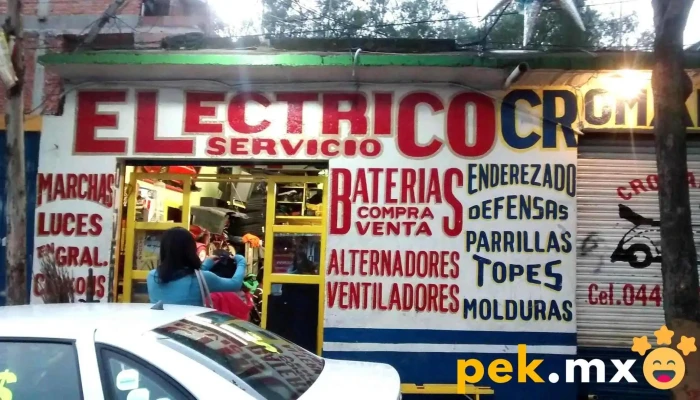 ELECTRICO
SERVICIO
MARCHAS
LUCES
EN GRAL.
BATERIAS
COMPRA
VENTA
ALTERNADORES
VENTILADORES
CR
ENDEREZADO
DEFENSAS
PARRILLAS
TOPES
MOLDURAS
Cel.044
pek.mx